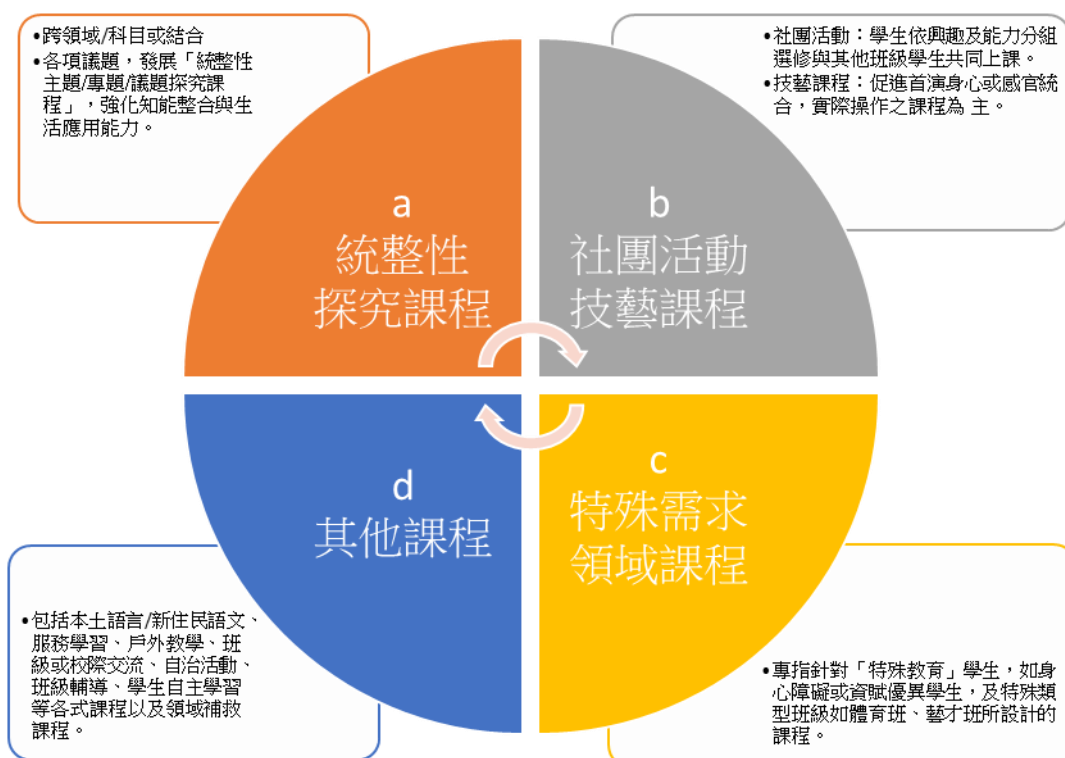 •跨領域/科目或結合
•各項議題，發展「統整性
主題/專題/議題探究課
程」，強化知能整合與生
活應用能力。
•社團活動：學生依興趣及能力分組
選修與其他班級學生共同上課。
•技藝課程：促進首演身心或感官統
合，實際操作之課程為 主。
a
統整性
探究課程
b
社團活動
技藝課程
d
其他課程
c
特殊需求
領域課程
•包括本土語言/新住民語文、
服務學習、戶外教學、班
級或校際交流、自治活動、
班級輔導、學生自主學習
等各式課程以及領域補救
課程。
•專指針對「特殊教育」學生，如身
心障礙或資賦優異學生，及特殊類
型班級如體育班、藝才班所設計的
課程。